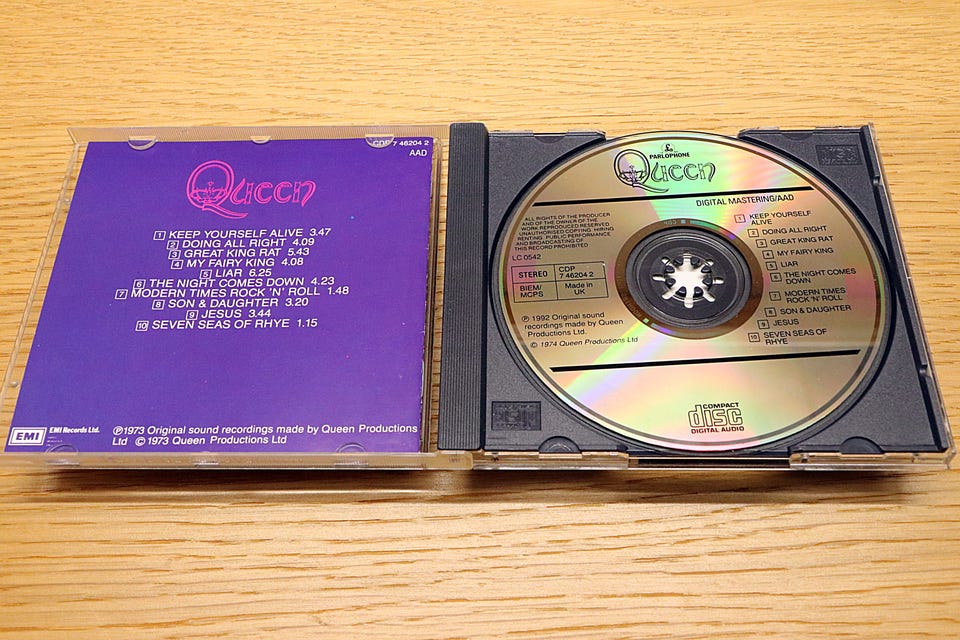 CDP 7 46204 2
AAD
Queen
1 KEEP YOURSELF ALIVE 3.47
2 DOING ALL RIGHT 4.09
3 GREAT KING RAT 5.43
4 MY FAIRY KING 4.08
5 LIAR 6.25
6 THE NIGHT COMES DOWN 4.23
7 MODERN TIMES ROCK 'N' ROLL 1.48
8 SON & DAUGHTER 3.20
9 JESUS 3.44
10 SEVEN SEAS OF RHYE 1.15
EMI
EMI Records Ltd.
℗1973 Original sound recordings made by Queen Productions
Ltd ©1973 Queen Productions Ltd
PARLOPHONE
Queen
DIGITAL MASTERING/AAD
ALL RIGHTS OF THE PRODUCER
AND OF THE OWNER OF THE
WORK REPRODUCED RESERVED
UNAUTHORISED COPYING, HIRING
RENTING, PUBLIC PERFORMANCE
AND BROADCASTING OF
THIS RECORD PROHIBITED
LC 0542
STEREO
CDP
7 46204 2
BIEM/
MCPS
Made in
UK
℗ 1992 Original sound
recordings made by Queen
Productions Ltd.
© 1974 Queen Productions Ltd
1 KEEP YOURSELF
ALIVE
2 DOING ALL RIGHT
3 GREAT KING RAT
4 MY FAIRY KING
5 LIAR
6 THE NIGHT COMES
DOWN
7 MODERN TIMES
ROCK 'N' ROLL
8 SON & DAUGHTER
9 JESUS
10 SEVEN SEAS OF
RHYE
COMPACT
disc
DIGITAL AUDIO